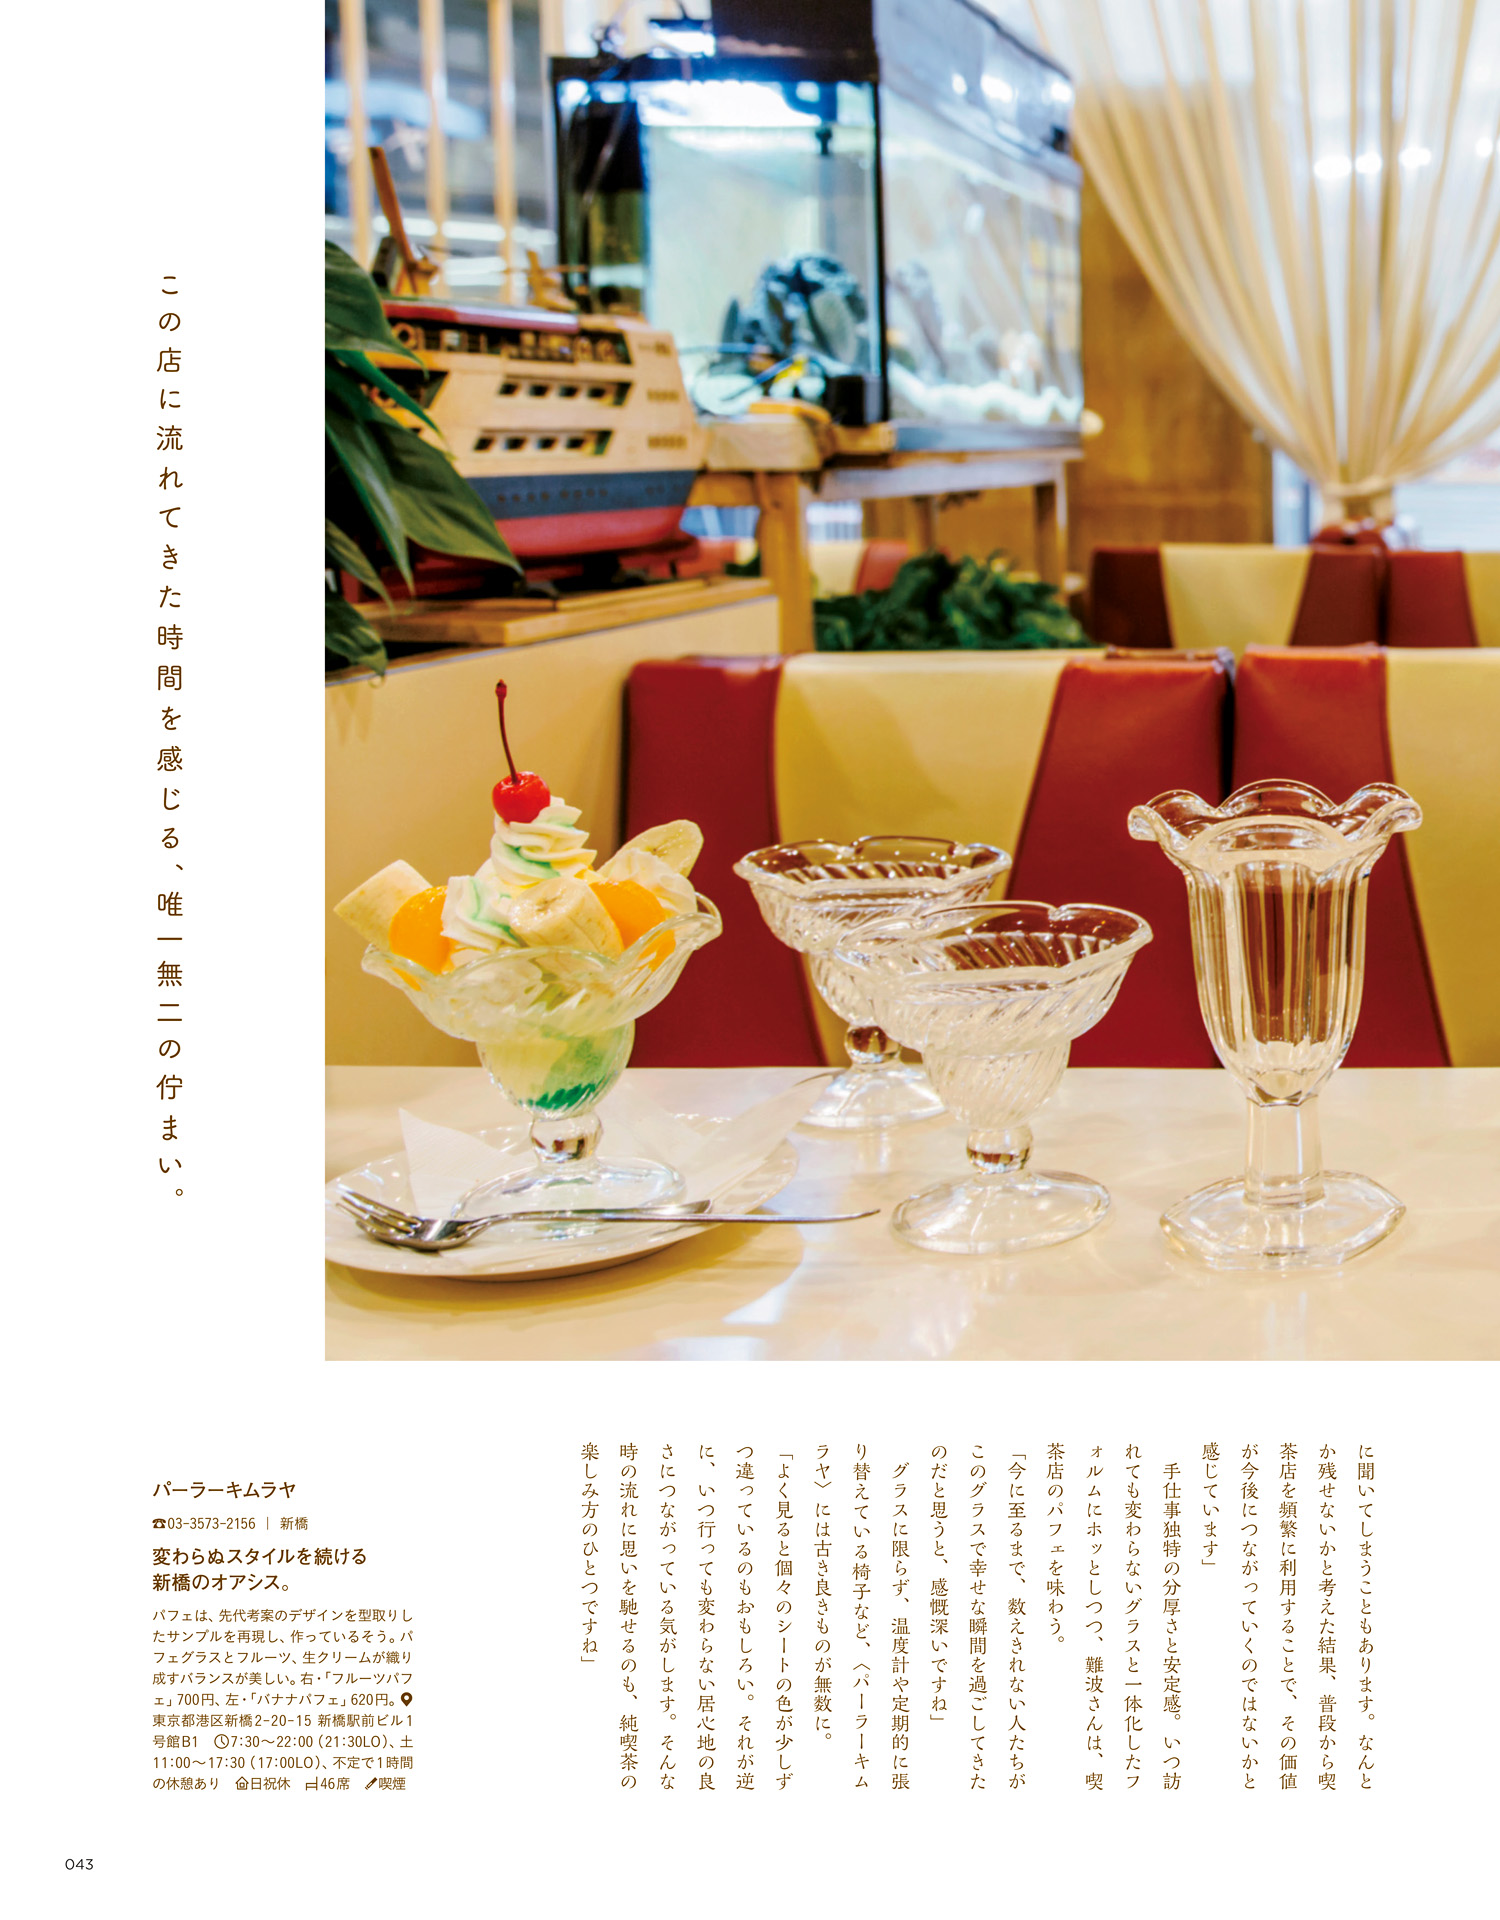 この店に流れてきた時間を感じる、唯一無二の佇まい。
に聞いてしまうこともあります。なんと
か残せないかと考えた結果、普段から喫
茶店を頻繁に利用することで、その価値
が今後につながっていくのではないかと
感じています」
手仕事独特の分厚さと安定感。いつ訪
れても変わらないグラスと一体化したフ
ォルムにホッとしつつ、難波さんは、喫
茶店のパフェを味わう。
「今に至るまで、数えきれない人たちが
このグラスで幸せな瞬間を過ごしてきた
のだと思うと、感慨深いですね」
グラスに限らず、温度計や定期的に張
り替えている椅子など、〈パーラーキム
ラヤ〉には古き良きものが無数に。
「よく見ると個々のシートの色が少しず
つ違っているのもおもしろい。それが逆
に、いつ行っても変わらない居心地の良
さにつながっている気がします。そんな
時の流れに思いを馳せるのも、純喫茶の
楽しみ方のひとつですね」
パーラーキムラヤ
☎03-3573-2156 | 新橋
変わらぬスタイルを続ける
新橋のオアシス。
パフェは、先代考案のデザインを型取りし
たサンプルを再現し、作っているそう。パ
フェグラスとフルーツ、生クリームが織り
成すバランスが美しい。右・「フルーツパフ
ェ」700円、左・「バナナパフェ」620円。
東京都港区新橋2-20-15 新橋駅前ビル1
号館B1 7:30〜22:00（21:30LO）、土
11:00〜17:30（17:00LO）、不定で1時間
の休憩あり 日祝休 46席 喫煙
043